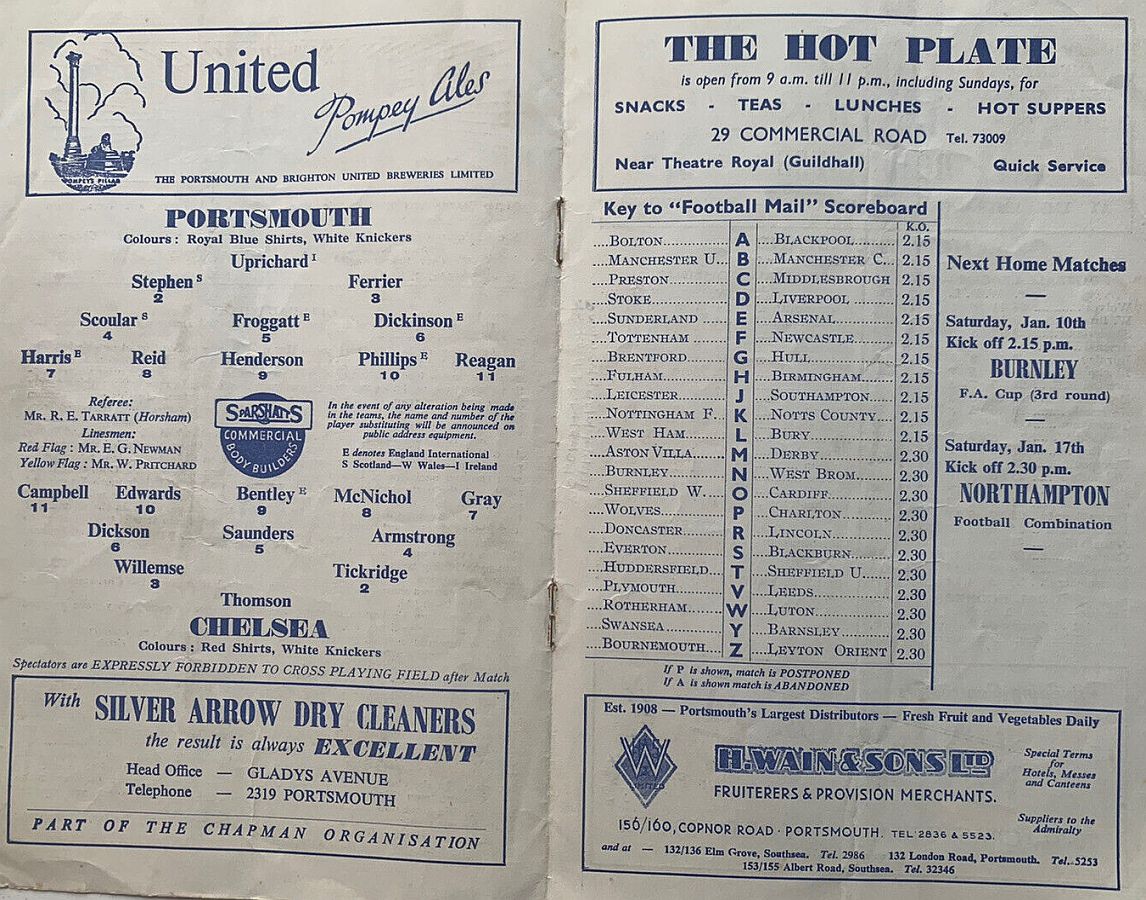 United
Pompey Ales
POMPEY'S PILLAR
THE PORTSMOUTH AND BRIGHTON UNITED BREWERIES LIMITED
PORTSMOUTH
Colours: Royal Blue Shirts, White Knickers
Uprichard I
Stephen S Ferrier
2 3
Scoular S Froggatt E Dickinson E
4 5 6
Harris E Reid Henderson Phillips E Reagan
7 8 9 10 11
Referee:
MR. R. E. TARRATT (Horsham)
Linesmen:
Red Flag: MR. E. G. NEWMAN
Yellow Flag: MR. W. PRITCHARD
SPARSHATTS
COMMERCIAL
BODY BUILDERS
In the event of any alteration being made
in the teams, the name and number of the
player substituting will be announced on
public address equipment.
E denotes England International
S Scotland—W Wales—I Ireland
Campbell Edwards Bentley E McNichol Gray
11 10 9 8 7
Dickson Saunders Armstrong
6 5 4
Willemse Tickridge
3 2
Thomson
CHELSEA
Colours: Red Shirts, White Knickers
Spectators are EXPRESSLY FORBIDDEN TO CROSS PLAYING FIELD after Match
With SILVER ARROW DRY CLEANERS
the result is always EXCELLENT
Head Office — GLADYS AVENUE
Telephone — 2319 PORTSMOUTH
PART OF THE CHAPMAN ORGANISATION
THE HOT PLATE
is open from 9 a.m. till 11 p.m., including Sundays, for
SNACKS - TEAS - LUNCHES - HOT SUPPERS
29 COMMERCIAL ROAD Tel. 73009
Near Theatre Royal (Guildhall) Quick Service
Key to "Football Mail" Scoreboard
K.O.
....BOLTON............... A ....BLACKPOOL......... 2.15
....MANCHESTER U... B ....MANCHESTER C... 2.15
....PRESTON............. C ....MIDDLESBROUGH 2.15
....STOKE................ D ....LIVERPOOL......... 2.15
....SUNDERLAND ...... E ....ARSENAL........... 2.15
....TOTTENHAM ....... F ....NEWCASTLE........ 2.15
....BRENTFORD......... G ....HULL............... 2.15
....FULHAM............. H ....BIRMINGHAM...... 2.15
....LEICESTER........... J ....SOUTHAMPTON..... 2.15
....NOTTINGHAM F. K ....NOTTS COUNTY... 2.15
....WEST HAM......... L ....BURY............... 2.15
....ASTON VILLA....... M ....DERBY.............. 2.30
....BURNLEY............ N ....WEST BROM........ 2.30
....SHEFFIELD W. ... O ....CARDIFF............ 2.30
....WOLVES.............. P ....CHARLTON......... 2.30
....DONCASTER......... R ....LINCOLN............ 2.30
....EVERTON............ S ....BLACKBURN........ 2.30
....HUDDERSFIELD.... T ....SHEFFIELD U....... 2.30
....PLYMOUTH......... V ....LEEDS.............. 2.30
....ROTHERHAM....... W ....LUTON.............. 2.30
....SWANSEA........... Y ....BARNSLEY.......... 2.30
....BOURNEMOUTH... Z ....LEYTON ORIENT 2.30
If P is shown, match is POSTPONED
If A is shown match is ABANDONED
Next Home Matches
—
Saturday, Jan. 10th
Kick off 2.15 p.m.
BURNLEY
F.A. Cup (3rd round)
—
Saturday, Jan. 17th
Kick off 2.30 p.m.
NORTHAMPTON
Football Combination
—
Est. 1908 — Portsmouth's Largest Distributors — Fresh Fruit and Vegetables Daily
W
LIMITED
H. WAIN & SONS LTD
FRUITERERS & PROVISION MERCHANTS.
Special Terms
for
Hotels, Messes
and Canteens
Suppliers to the
Admiralty
156/160, COPNOR ROAD · PORTSMOUTH. TEL: 2836 & 5523.
and at — 132/136 Elm Grove, Southsea. Tel. 2986 132 London Road, Portsmouth. Tel. 5253
153/155 Albert Road, Southsea. Tel. 32346